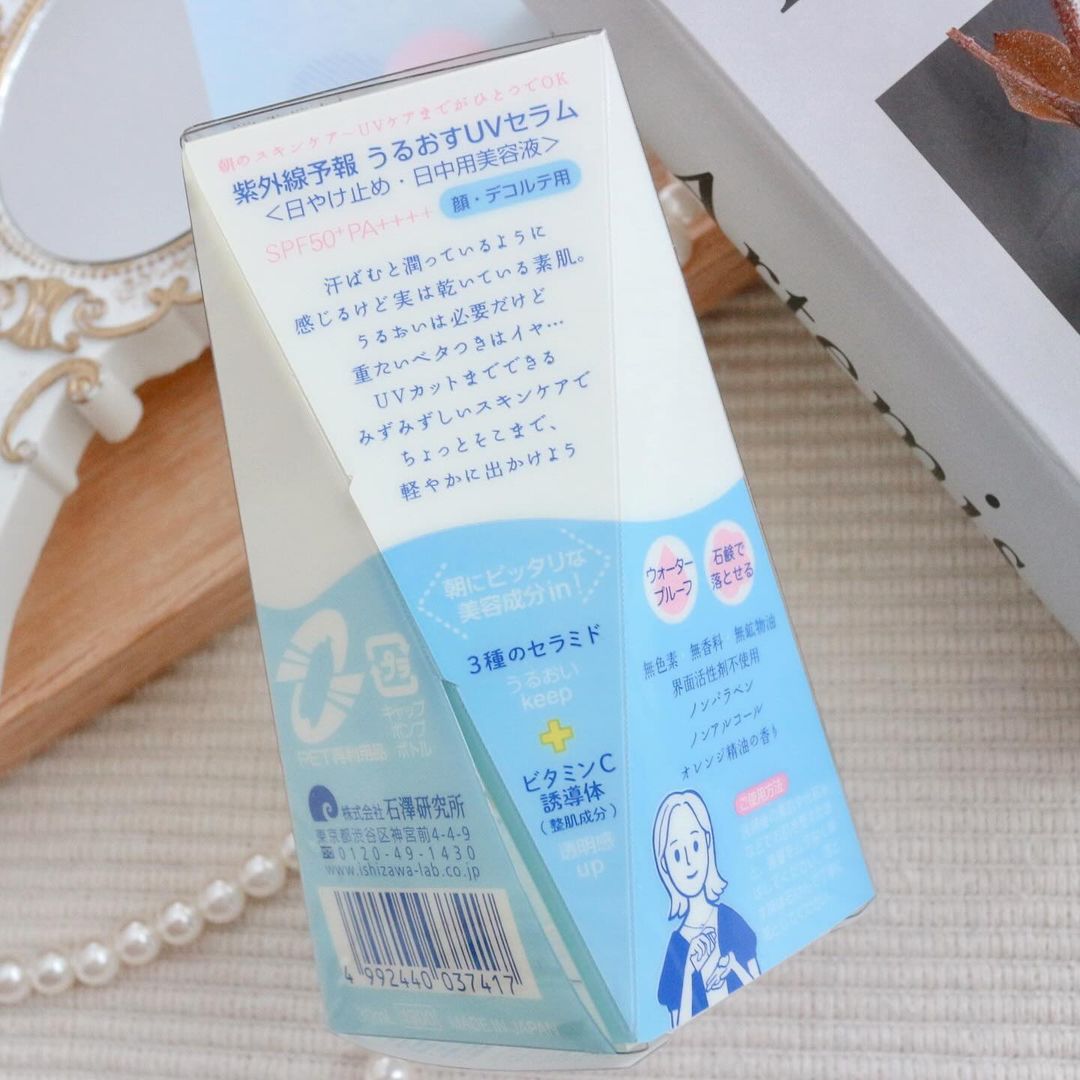 朝のスキンケア~UVケアまでがひとつでOK
紫外線予報 うるおすUVセラム
<日やけ止め・日中用美容液>
SPF50+PA++++ 顔・デコルテ用
汗ばむと潤っているように
感じるけど実は乾いている素肌。
うるおいは必要だけど
重たいベタつきはイヤ…
UVカットまでできる
みずみずしいスキンケアで
ちょっとそこまで、
軽やかに出かけよう
朝にピッタリな
美容成分in!
3種のセラミド
うるおい
keep
ビタミンC
誘導体
(整肌成分)
透明感
up
ウォーター
プルーフ
石鹸で
落とせる
無色素 無香料 無鉱物油
界面活性剤不使用
ノンパラベン
ノンアルコール
オレンジ精油の香り
ご使用方法
プラ
キャップ
ポンプ
ボトル
PET再利用品
株式会社 石澤研究所
東京都渋谷区神宮前4-4-9
0120-49-1430
www.ishizawa-lab.co.jp
4 992440 037417
MADE IN JAPAN